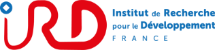 IRD
Institut de Recherche
pour le Développement
FRANCE